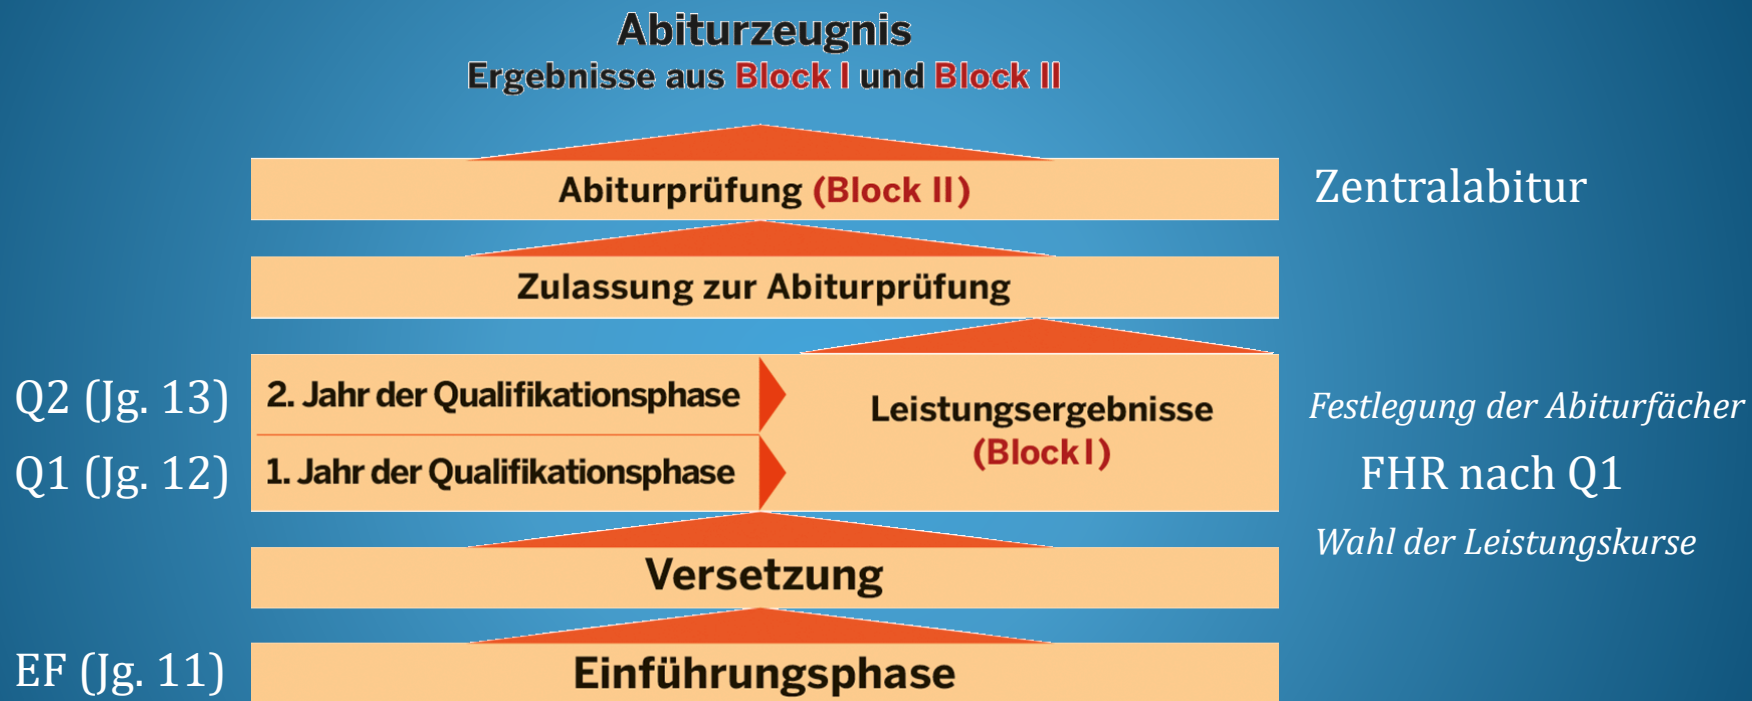 Abiturzeugnis
Ergebnisse aus Block I und Block II
Abiturprüfung (Block II)
Zentralabitur
Zulassung zur Abiturprüfung
Q2 (Jg. 13)
2. Jahr der Qualifikationsphase
Leistungsergebnisse
(Block I)
Festlegung der Abiturfächer
Q1 (Jg. 12)
1. Jahr der Qualifikationsphase
FHR nach Q1
Wahl der Leistungskurse
Versetzung
EF (Jg. 11)
Einführungsphase